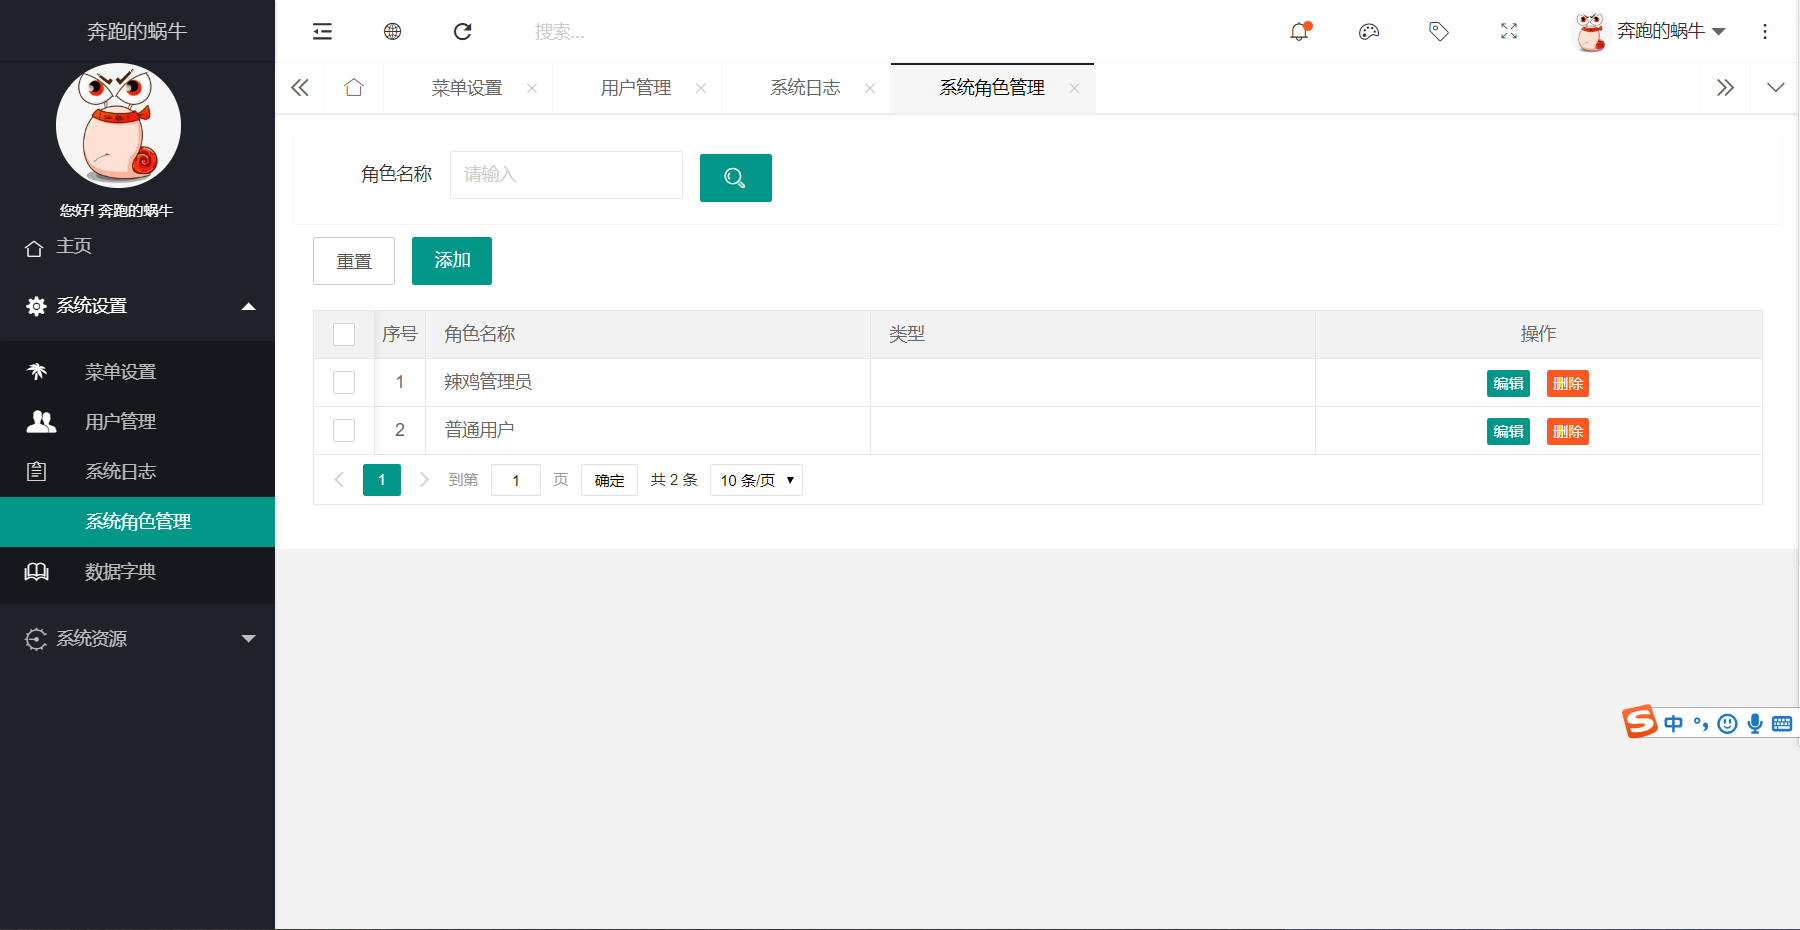 奔跑的蜗牛
搜索...
奔跑的蜗牛
菜单设置
用户管理
系统日志
系统角色管理
您好! 奔跑的蜗牛
主页
系统设置
菜单设置
用户管理
系统日志
系统角色管理
数据字典
系统资源
角色名称
请输入
重置
添加
序号 角色名称 类型 操作
1 辣鸡管理员 编辑 删除
2 普通用户 编辑 删除
1 到第 1 页 确定 共 2 条 10 条/页
S 中